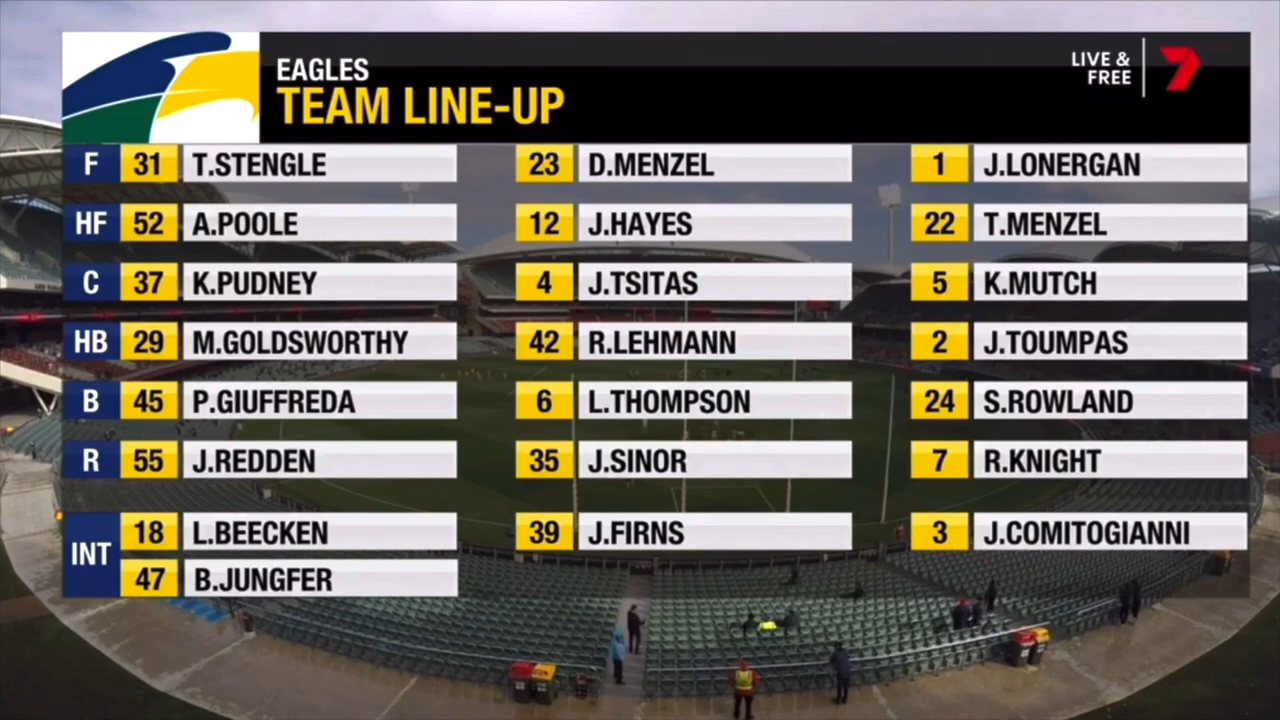 EAGLES
TEAM LINE-UP
LIVE &
FREE
7
F 31 T.STENGLE 23 D.MENZEL 1 J.LONERGAN
HF 52 A.POOLE 12 J.HAYES 22 T.MENZEL
C 37 K.PUDNEY 4 J.TSITAS 5 K.MUTCH
HB 29 M.GOLDSWORTHY 42 R.LEHMANN 2 J.TOUMPAS
B 45 P.GIUFFREDA 6 L.THOMPSON 24 S.ROWLAND
R 55 J.REDDEN 35 J.SINOR 7 R.KNIGHT
INT 18 L.BEECKEN 39 J.FIRNS 3 J.COMITOGIANNI
47 B.JUNGFER